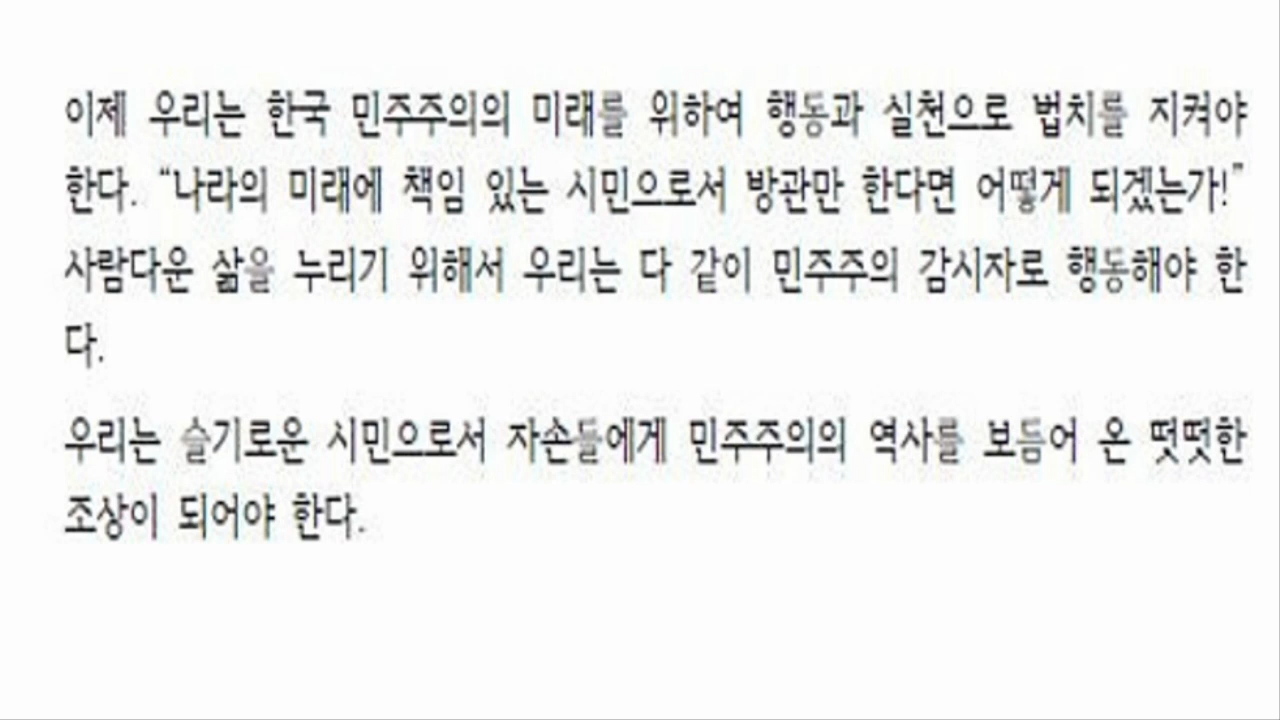 이제 우리는 한국 민주주의의 미래를 위하여 행동과 실천으로 법치를 지켜야
한다. “나라의 미래에 책임 있는 시민으로서 방관만 한다면 어떻게 되겠는가!”
사람다운 삶을 누리기 위해서 우리는 다 같이 민주주의 감시자로 행동해야 한
다.
우리는 슬기로운 시민으로서 자손들에게 민주주의의 역사를 보듬어 온 떳떳한
조상이 되어야 한다.